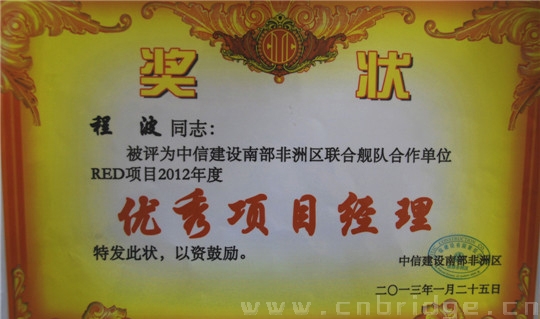 奖 状
程 波 同志：
被评为中信建设南部非洲区联合舰队合作单位
RED项目2012年度
优秀项目经理
特发此状，以资鼓励。
中信建设南部非洲区
二〇一三年一月二十五日
www.cnbridge.cn